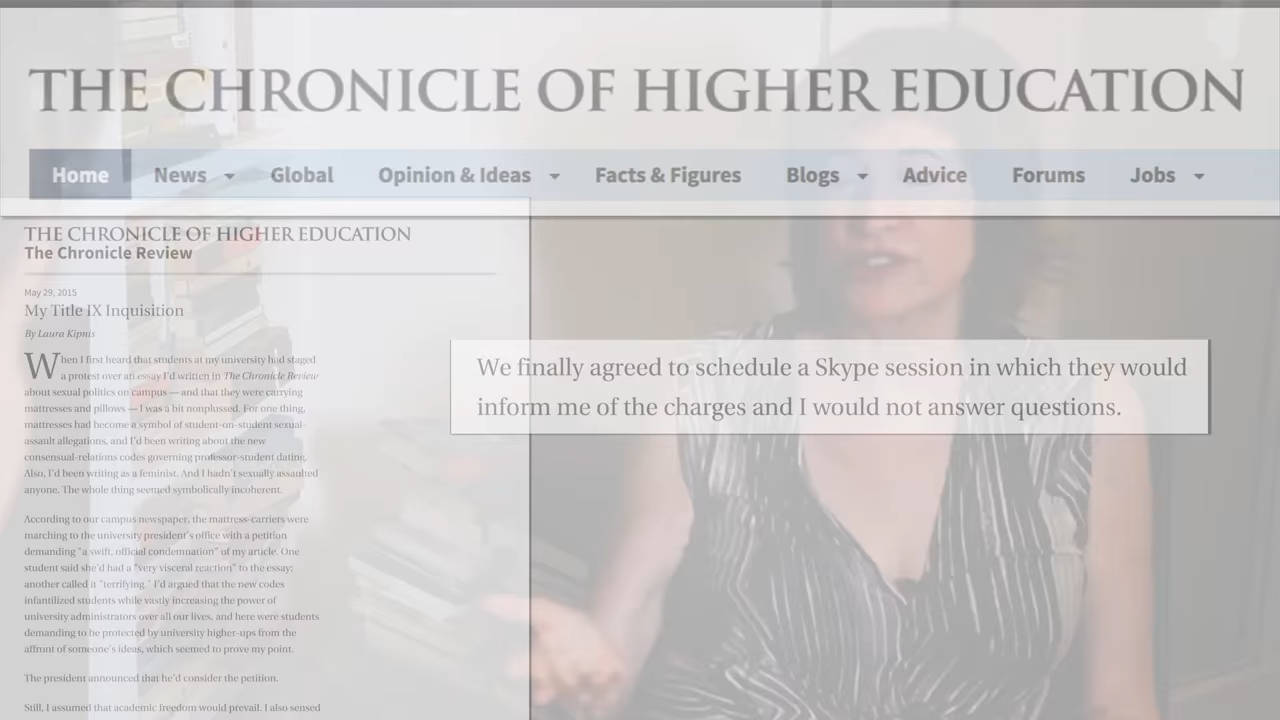 THE CHRONICLE OF HIGHER EDUCATION
Home News Global Opinion & Ideas Facts & Figures Blogs Advice Forums Jobs
THE CHRONICLE OF HIGHER EDUCATION
The Chronicle Review
May 29, 2015
My Title IX Inquisition
By Laura Kipnis
When I first heard that students at my university had staged
a protest over an essay I'd written in The Chronicle Review
about sexual politics on campus — and that they were carrying
mattresses and pillows — I was a bit nonplussed. For one thing,
mattresses had become a symbol of student-on-student sexual-
assault allegations, and I'd been writing about the new
consensual-relations codes governing professor-student dating.
Also, I'd been writing as a feminist. And I hadn't sexually assaulted
anyone. The whole thing seemed symbolically incoherent.
According to our campus newspaper, the mattress-carriers were
marching to the university president's office with a petition
demanding "a swift, official condemnation" of my article. One
student said she'd had a "very visceral reaction" to the essay;
another called it "terrifying." I'd argued that the new codes
infantilized students while vastly increasing the power of
university administrators over all our lives, and here were students
demanding to be protected by university higher-ups from the
affront of someone's ideas, which seemed to prove my point.
The president announced that he'd consider the petition.
Still, I assumed that academic freedom would prevail. I also sensed
We finally agreed to schedule a Skype session in which they would
inform me of the charges and I would not answer questions.